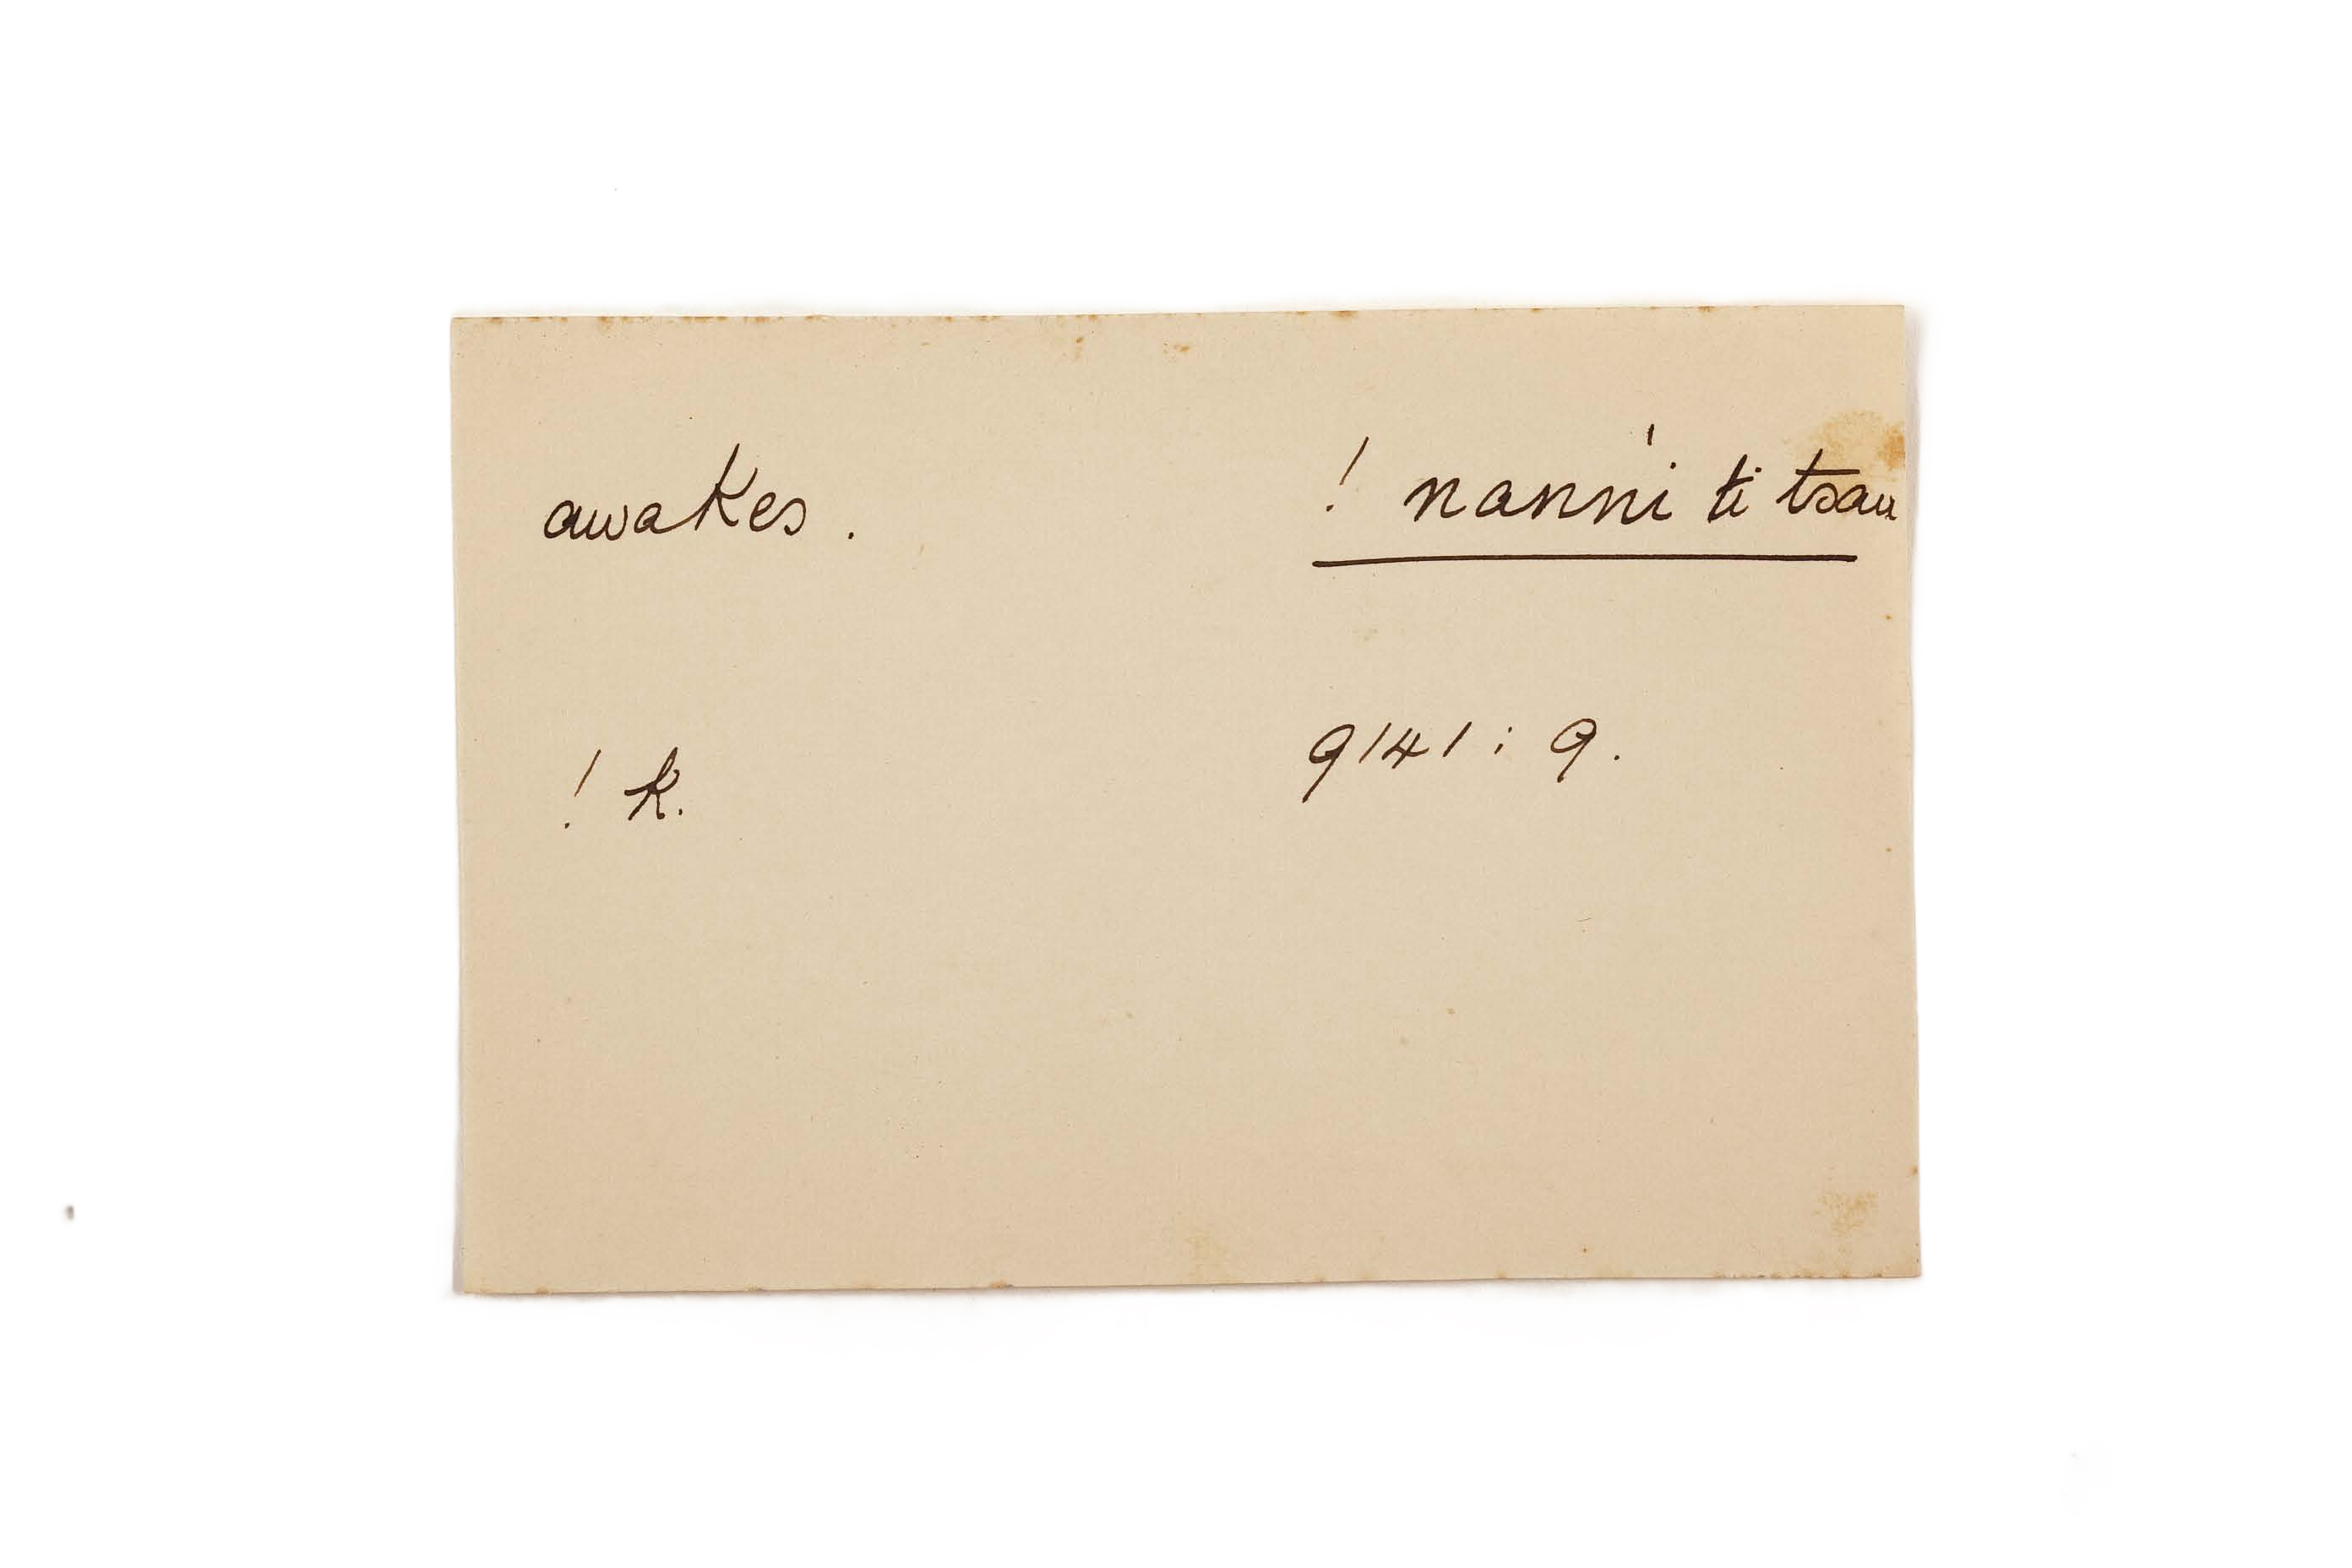 awakes. ! nanni' ti tsau
! k. 9141 : 9.